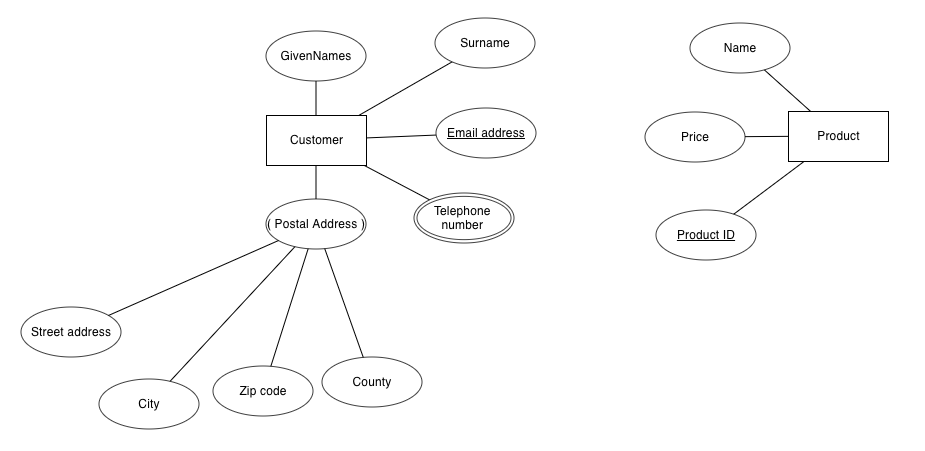 GivenNames
Surname
Name
Customer
Email address
Price
Product
( Postal Address )
Telephone
number
Product ID
Street address
City
Zip code
County